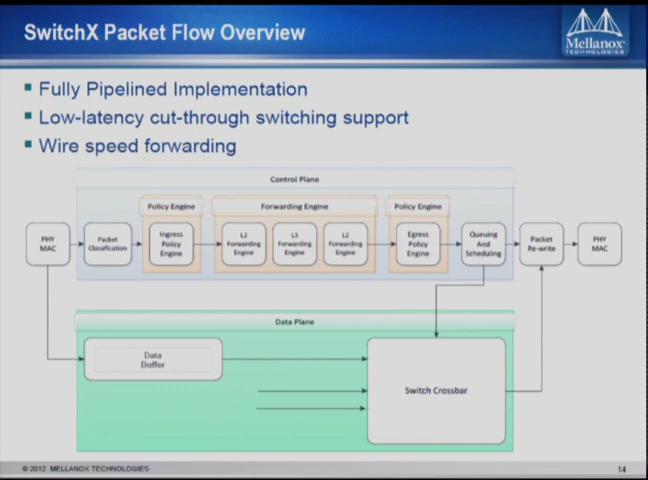 SwitchX Packet Flow Overview
Mellanox
TECHNOLOGIES
Fully Pipelined Implementation
Low-latency cut-through switching support
Wire speed forwarding
Control Plane
Policy Engine
Forwarding Engine
Policy Engine
PHY
MAC
Packet
Classification
Ingress
Policy
Engine
L2
Forwarding
Engine
L3
Forwarding
Engine
L2
Forwarding
Engine
Egress
Policy
Engine
Queuing
And
Scheduling
Packet
Re-write
PHY
MAC
Data Plane
Data
Buffer
Switch Crossbar
© 2012 MELLANOX TECHNOLOGIES
14